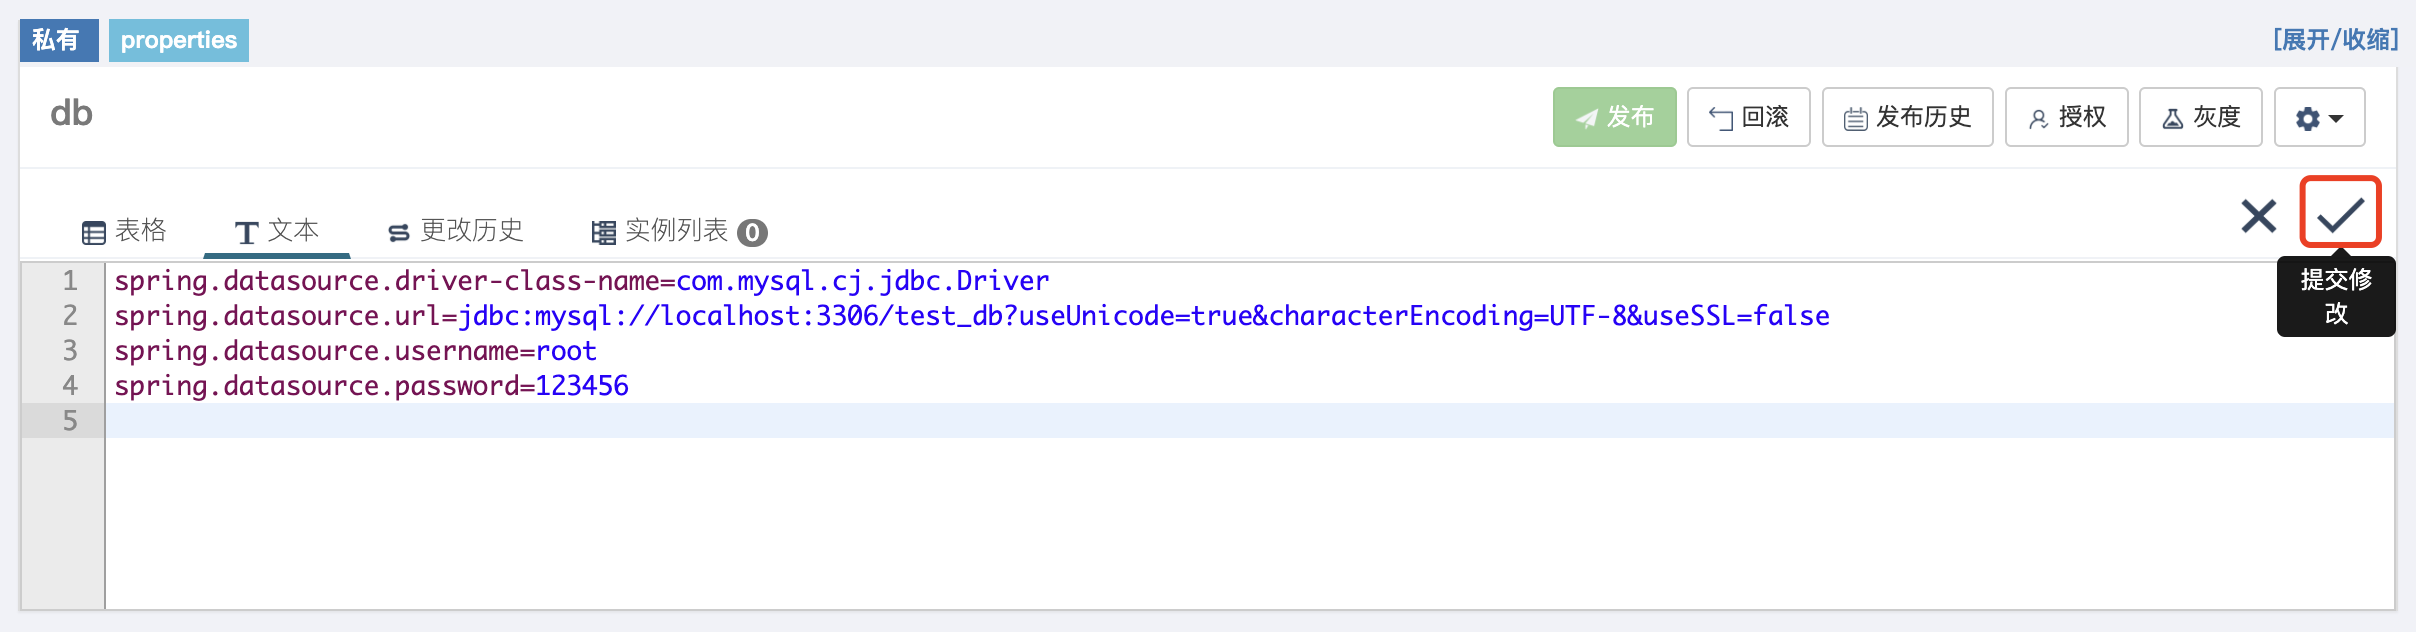 私有 properties [展开/收缩]
db 发布 回滚 发布历史 授权 灰度
表格 文本 更改历史 实例列表 0
提交修
改
1 spring.datasource.driver-class-name=com.mysql.cj.jdbc.Driver
2 spring.datasource.url=jdbc:mysql://localhost:3306/test_db?useUnicode=true&characterEncoding=UTF-8&useSSL=false
3 spring.datasource.username=root
4 spring.datasource.password=123456
5